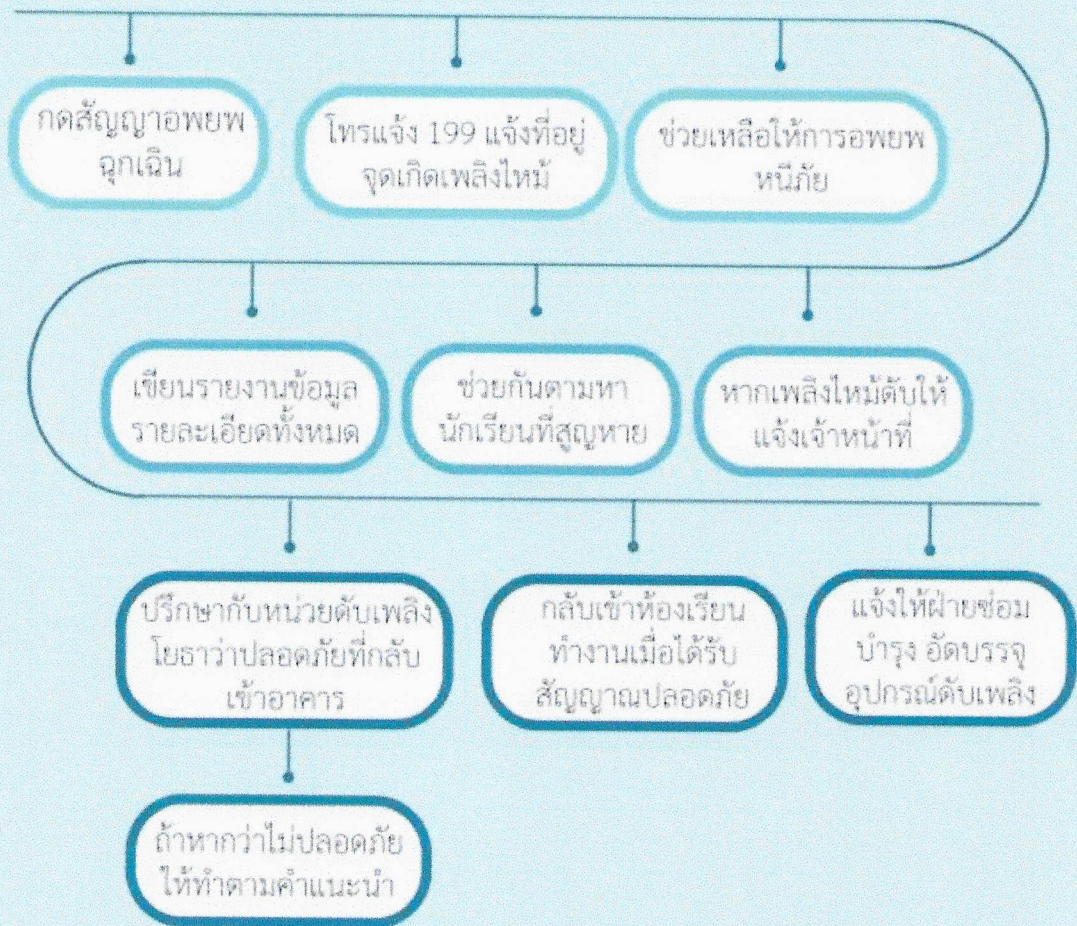 กดสัญญาอพยพ
ฉุกเฉิน
โทรแจ้ง 199 แจ้งที่อยู่
จุดเกิดเพลิงไหม้
ช่วยเหลือให้การอพยพ
หนีภัย
เขียนรายงานข้อมูล
รายละเอียดทั้งหมด
ช่วยกันตามหา
นักเรียนที่สูญหาย
หากเพลิงไหม้ดับให้
แจ้งเจ้าหน้าที่
ปรึกษากับหน่วยดับเพลิง
โยธาว่าปลอดภัยที่กลับ
เข้าอาคาร
กลับเข้าห้องเรียน
ทำงานเมื่อได้รับ
สัญญาณปลอดภัย
แจ้งให้ฝ่ายซ่อม
บำรุง อัดบรรจุ
อุปกรณ์ดับเพลิง
ถ้าหากว่าไม่ปลอดภัย
ให้ทำตามคำแนะนำ